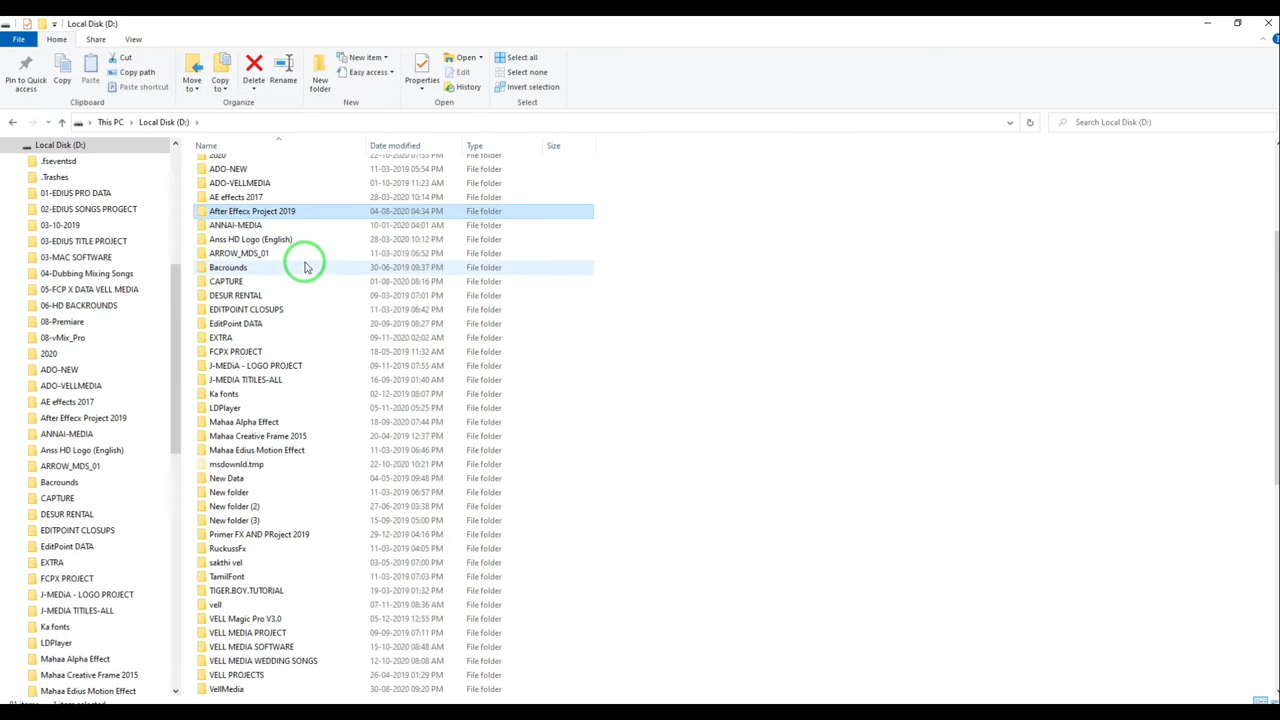 Local Disk (D:)
File
Home
Share
View
Pin to Quick access
Copy
Paste
Cut
Copy path
Paste shortcut
Clipboard
Move to
Copy to
Delete
Rename
Organize
New folder
New item
Easy access
New
Properties
Open
Edit
History
Open
Select all
Select none
Invert selection
Select
This PC > Local Disk (D:) >
Search Local Disk (D:)
Local Disk (D:)
.fseventsd
.Trashes
01-EDIUS PRO DATA
02-EDIUS SONGS PROGECT
03-10-2019
03-EDIUS TITLE PROJECT
03-MAC SOFTWARE
04-Dubbing Mixing Songs
05-FCP X DATA VELL MEDIA
06-HD BACKROUNDS
08-Premiare
08-vMix_Pro
2020
ADO-NEW
ADO-VELLMEDIA
AE effects 2017
After Effecx Project 2019
ANNAI-MEDIA
Anss HD Logo (English)
ARROW_MDS_01
Bacrounds
CAPTURE
DESUR RENTAL
EDITPOINT CLOSUPS
EditPoint DATA
EXTRA
FCPX PROJECT
J-MEDiA - LOGO PROJECT
J-MEDIA TITILES-ALL
Ka fonts
LDPlayer
Mahaa Alpha Effect
Mahaa Creative Frame 2015
Mahaa Edius Motion Effect
Name Date modified Type Size
2020 22-10-2020 07:33 PM File folder
ADO-NEW 11-03-2019 05:54 PM File folder
ADO-VELLMEDIA 01-10-2019 11:23 AM File folder
AE effects 2017 28-03-2020 10:14 PM File folder
After Effecx Project 2019 04-08-2020 04:34 PM File folder
ANNAI-MEDIA 10-01-2020 04:01 AM File folder
Anss HD Logo (English) 28-03-2020 10:12 PM File folder
ARROW_MDS_01 11-03-2019 06:52 PM File folder
Bacrounds 30-06-2019 09:37 PM File folder
CAPTURE 01-08-2020 08:16 PM File folder
DESUR RENTAL 09-03-2019 07:01 PM File folder
EDITPOINT CLOSUPS 11-03-2019 06:42 PM File folder
EditPoint DATA 20-09-2019 08:27 PM File folder
EXTRA 09-11-2020 02:02 AM File folder
FCPX PROJECT 18-05-2019 11:32 AM File folder
J-MEDiA - LOGO PROJECT 09-11-2019 07:55 AM File folder
J-MEDIA TITILES-ALL 16-09-2019 01:40 AM File folder
Ka fonts 02-12-2019 08:07 PM File folder
LDPlayer 05-11-2020 05:25 PM File folder
Mahaa Alpha Effect 18-09-2020 07:44 PM File folder
Mahaa Creative Frame 2015 20-04-2019 12:37 PM File folder
Mahaa Edius Motion Effect 11-03-2019 06:46 PM File folder
msdownld.tmp 22-10-2020 10:21 PM File folder
New Data 04-05-2019 09:48 PM File folder
New folder 11-03-2019 06:57 PM File folder
New folder (2) 27-06-2019 03:38 PM File folder
New folder (3) 15-09-2019 05:00 PM File folder
Primer FX AND PRoject 2019 29-12-2019 04:16 PM File folder
RuckussFx 11-03-2019 04:05 PM File folder
sakthi vel 03-05-2019 07:00 PM File folder
TamilFont 11-03-2019 07:03 PM File folder
TIGER.BOY.TUTORIAL 19-03-2019 01:32 PM File folder
vell 07-11-2019 08:36 AM File folder
VELL Magic Pro V3.0 05-12-2019 12:55 PM File folder
VELL MEDIA PROJECT 09-09-2019 07:11 PM File folder
VELL MEDIA SOFTWARE 15-10-2020 08:48 AM File folder
VELL MEDIA WEDDING SONGS 12-10-2020 08:08 AM File folder
VELL PROJECTS 26-04-2019 01:29 PM File folder
VellMedia 30-08-2020 09:20 PM File folder